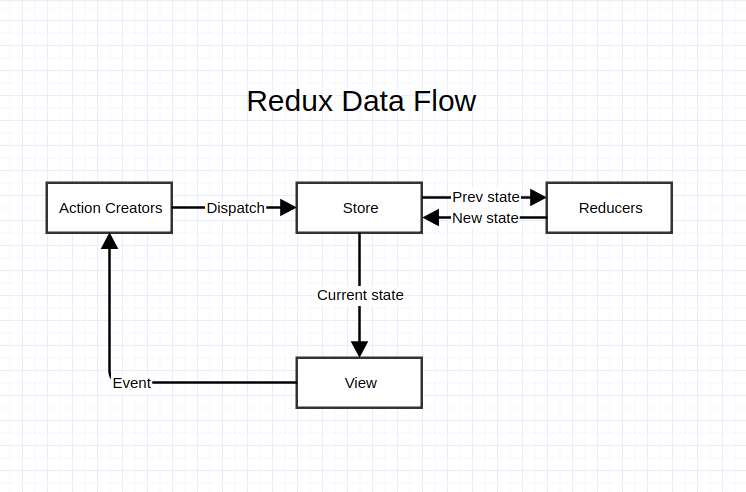 Redux Data Flow
Action Creators
Dispatch
Store
Prev state
New state
Reducers
Current state
Event
View